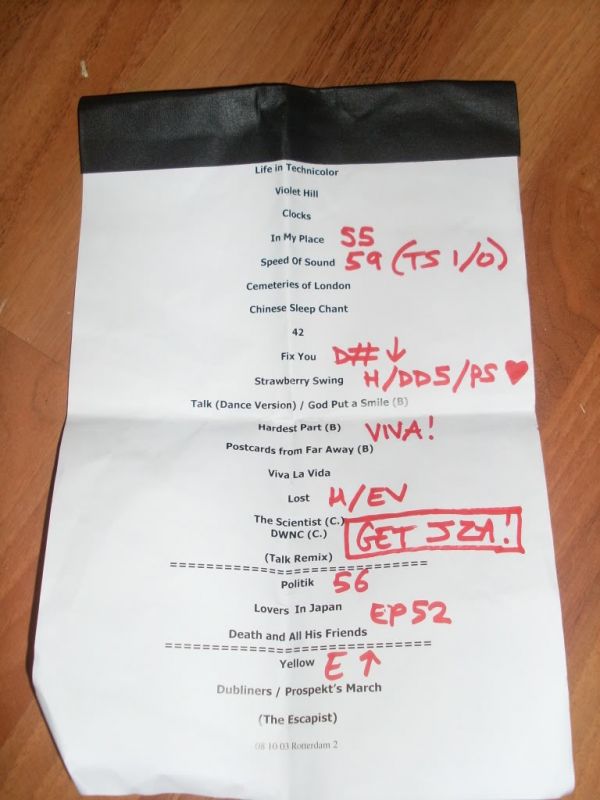 Life in Technicolor
Violet Hill
Clocks
In My Place 55
Speed Of Sound 59 (TS 1/0)
Cemeteries of London
Chinese Sleep Chant
42
Fix You D## ↓
Strawberry Swing H/DD5/PS ♥
Talk (Dance Version) / God Put a Smile (B)
Hardest Part (B) VIVA!
Postcards from Far Away (B)
Viva La Vida
Lost H/EV
The Scientist (C.)
DWNC (C.) GET JZA!
(Talk Remix)
==============================
Politik 56
Lovers In Japan EP52
Death and All His Friends
==============================
Yellow E ↑
Dubliners / Prospekt's March
(The Escapist)
08 10 03 Rotterdam 2